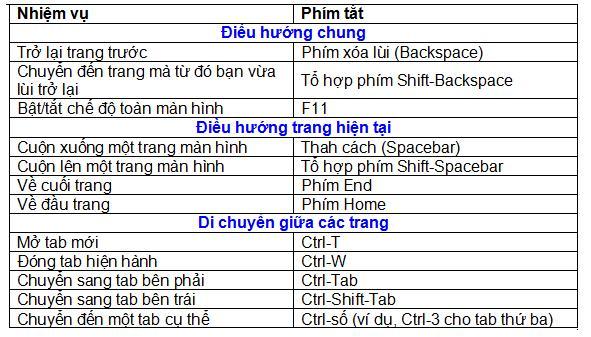 Nhiệm vụ Phím tắt
Điều hướng chung
Trở lại trang trước Phím xóa lùi (Backspace)
Chuyển đến trang mà từ đó bạn vừa
lùi trở lại Tổ hợp phím Shift-Backspace
Bật/tắt chế độ toàn màn hình F11
Điều hướng trang hiện tại
Cuộn xuống một trang màn hình Thah cách (Spacebar)
Cuộn lên một trang màn hình Tổ hợp phím Shift-Spacebar
Về cuối trang Phím End
Về đầu trang Phím Home
Di chuyên giữa các trang
Mở tab mới Ctrl-T
Đóng tab hiện hành Ctrl-W
Chuyển sang tab bên phải Ctrl-Tab
Chuyển sang tab bên trái Ctrl-Shift-Tab
Chuyển đến một tab cụ thể Ctrl-số (ví dụ, Ctrl-3 cho tab thứ ba)